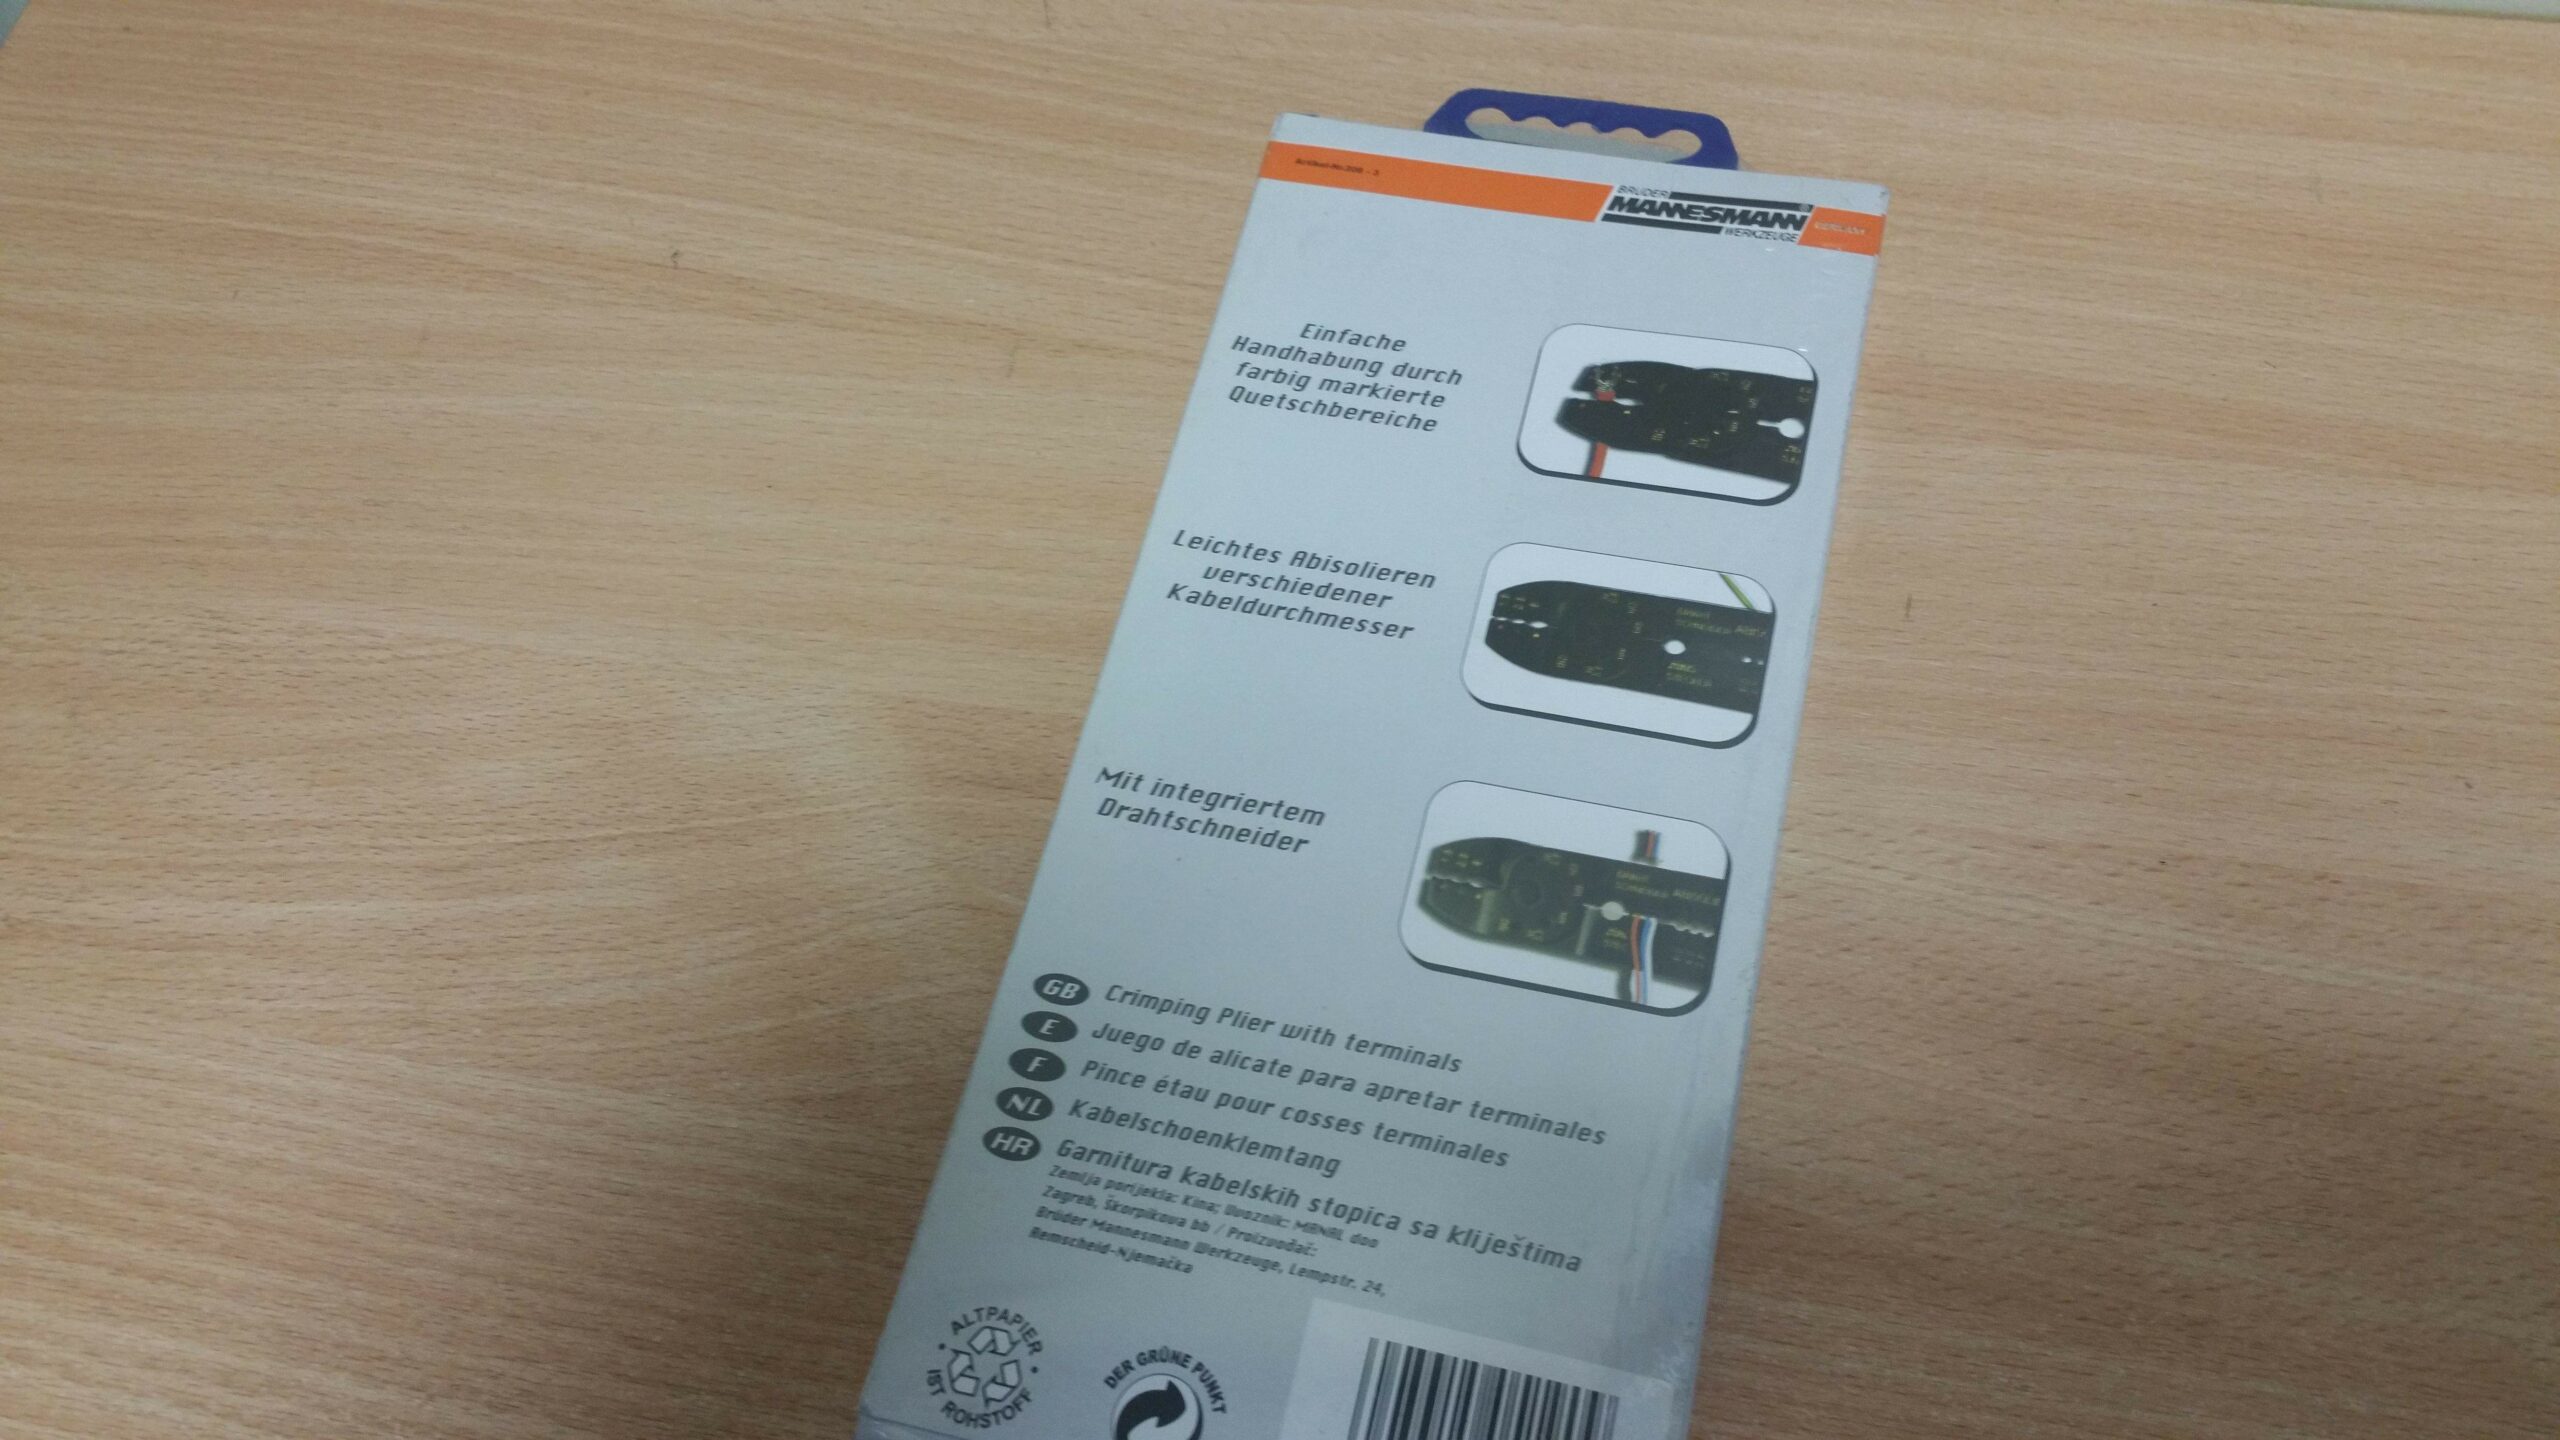 BRÜDER
MANNESMANN®
WERKZEUGE
Einfache
Handhabung durch
farbig markierte
Quetschbereiche
Leichtes Abisolieren
verschiedener
Kabeldurchmesser
Mit integriertem
Drahtschneider
GB Crimping Plier with terminals
E Juego de alicate para apretar terminales
F Pince étau pour cosses terminales
NL Kabelschoenklemtang
HR Garnitura kabelskih stopica sa kliještima
Zemlja porijekla: Kina; Uvoznik: MANAL doo
Zagreb, Škorpikova bb / Proizvođač:
Brüder Mannesmann Werkzeuge, Lempstr. 24,
Remscheid-Njemačka
ALTPAPIER
IST
ROHSTOFF
DER GRÜNE PUNKT